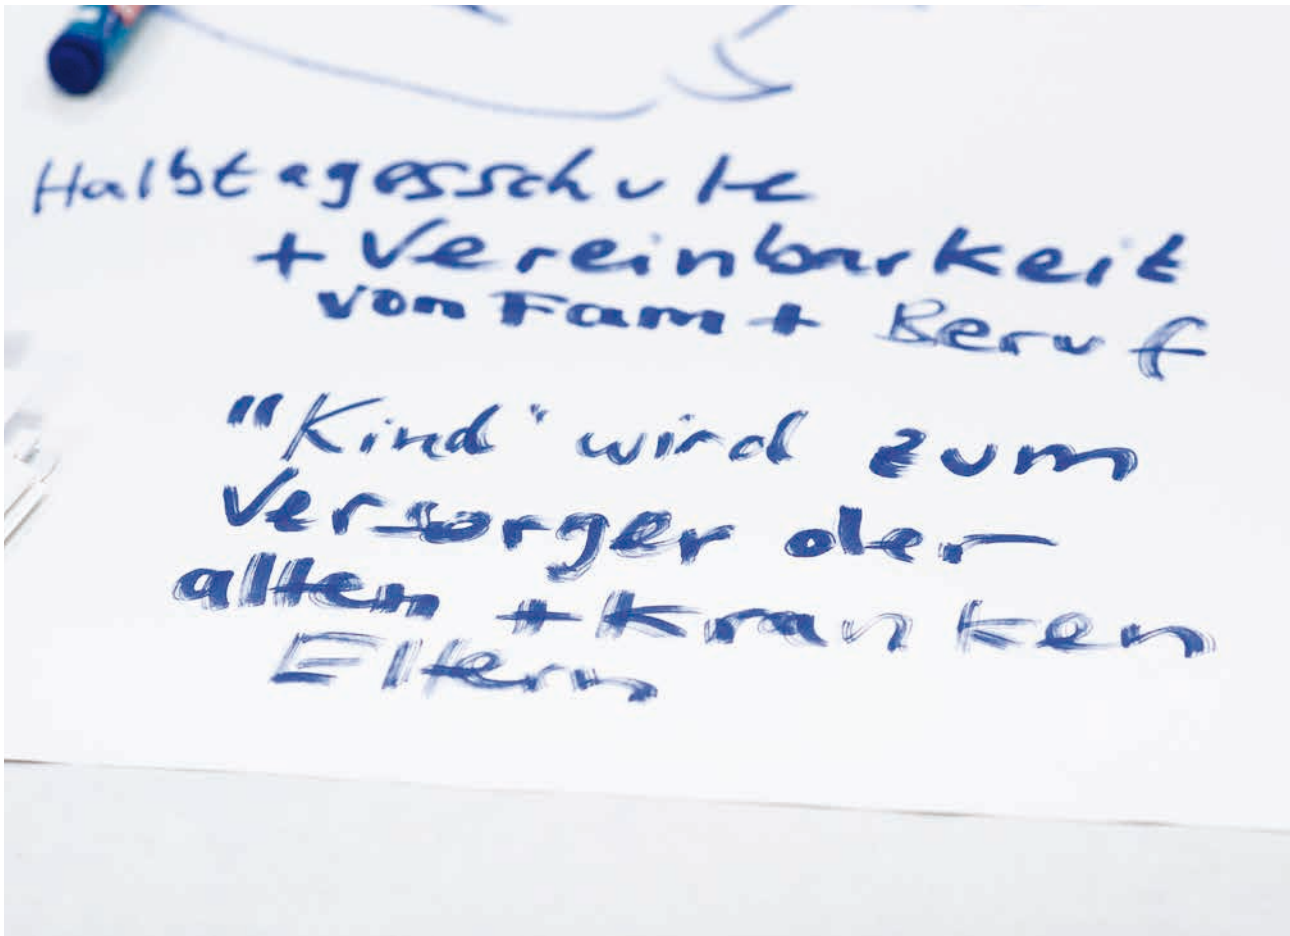 Halbtagesschule
+ Vereinbarkeit
von Fam + Beruf
"Kind" wird zum
Versorger der
alten + Kranken
Eltern